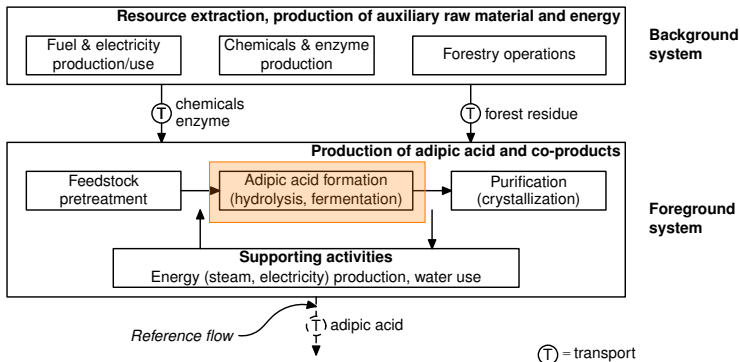 Resource extraction, production of auxiliary raw material and energy
Fuel & electricity
production/use
Chemicals & enzyme
production
Forestry operations
Background
system
T
chemicals
enzyme
T
forest residue
Production of adipic acid and co-products
Feedstock
pretreatment
Adipic acid formation
(hydrolysis, fermentation)
Purification
(crystallization)
Foreground
system
Supporting activities
Energy (steam, electricity) production, water use
Reference flow
T
adipic acid
T = transport